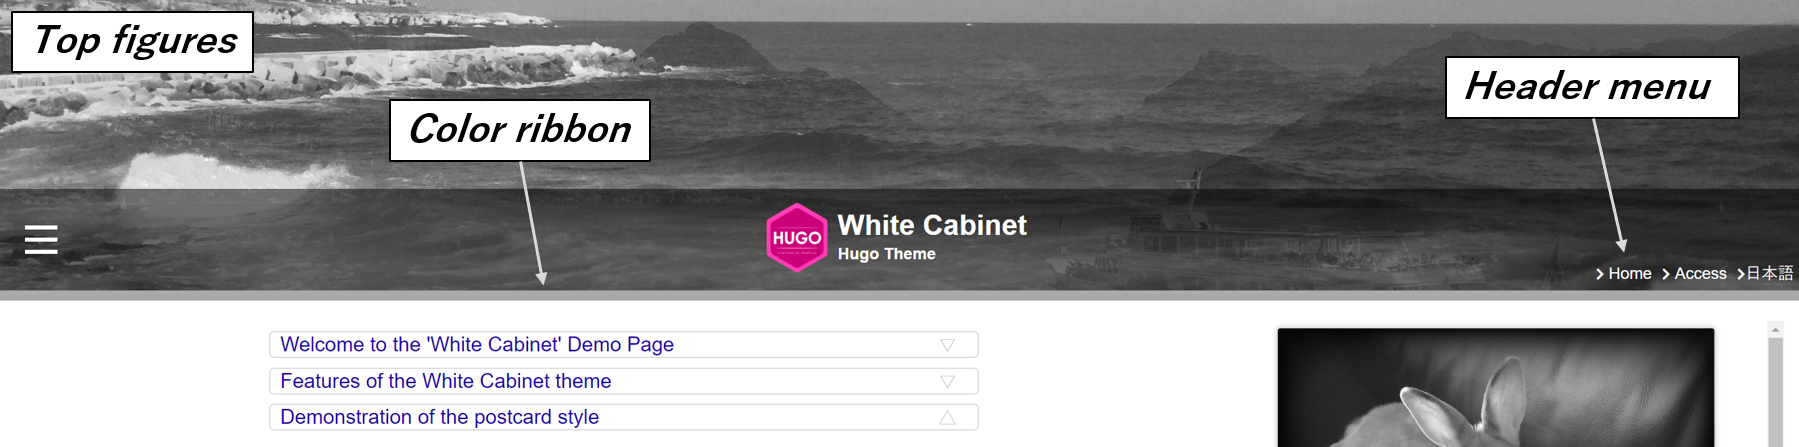 Top figures
Header menu
Color ribbon
HUGO
White Cabinet
Hugo Theme
Home Access 日本語
Welcome to the 'White Cabinet' Demo Page
Features of the White Cabinet theme
Demonstration of the postcard style